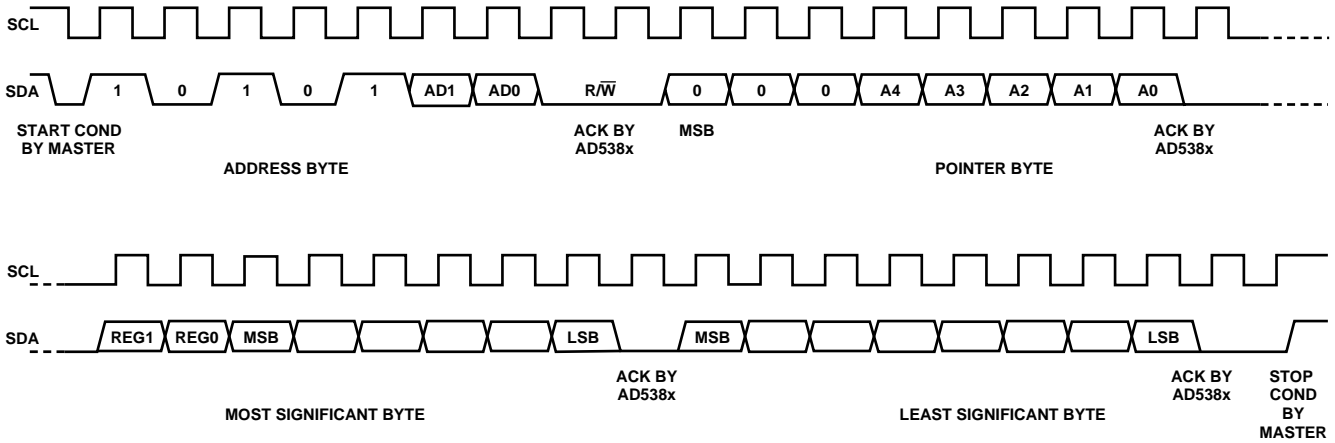 SCL
SDA 1 0 1 0 1 AD1 AD0 R/W̅ 0 0 0 A4 A3 A2 A1 A0
START COND
BY MASTER
ACK BY
AD538x
MSB
ACK BY
AD538x
ADDRESS BYTE
POINTER BYTE
SCL
SDA REG1 REG0 MSB LSB MSB LSB
ACK BY
AD538x
ACK BY
AD538x
STOP
COND
BY
MASTER
MOST SIGNIFICANT BYTE
LEAST SIGNIFICANT BYTE